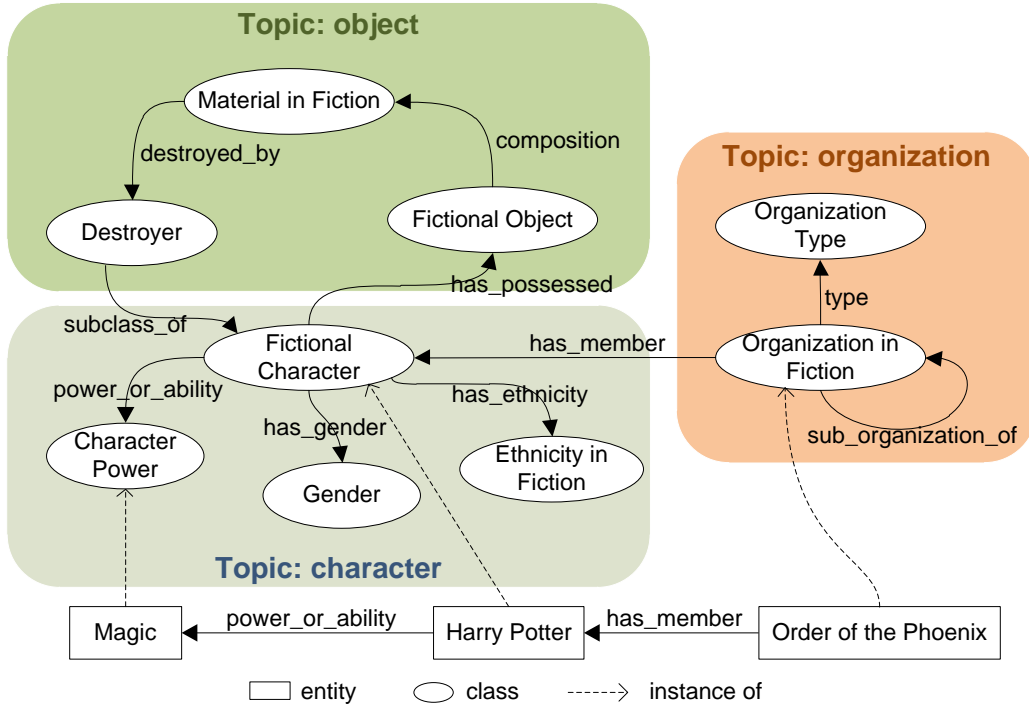 Topic: object
Material in Fiction
destroyed_by
composition
Destroyer
Fictional Object
has_possessed
subclass_of
Topic: organization
Organization
Type
type
Organization in
Fiction
sub_organization_of
has_member
Fictional
Character
power_or_ability
has_ethnicity
has_gender
Character
Power
Gender
Ethnicity in
Fiction
Topic: character
Magic
power_or_ability
Harry Potter
has_member
Order of the Phoenix
entity
class
instance of